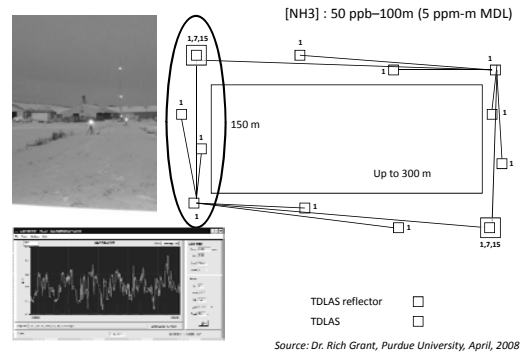 [NH3] : 50 ppb–100m (5 ppm-m MDL)
1,7,15
1
1
1
1
1
1
1
150 m
Up to 300 m
1
1
1
1,7,15
TDLAS reflector
TDLAS
Source: Dr. Rich Grant, Purdue University, April, 2008